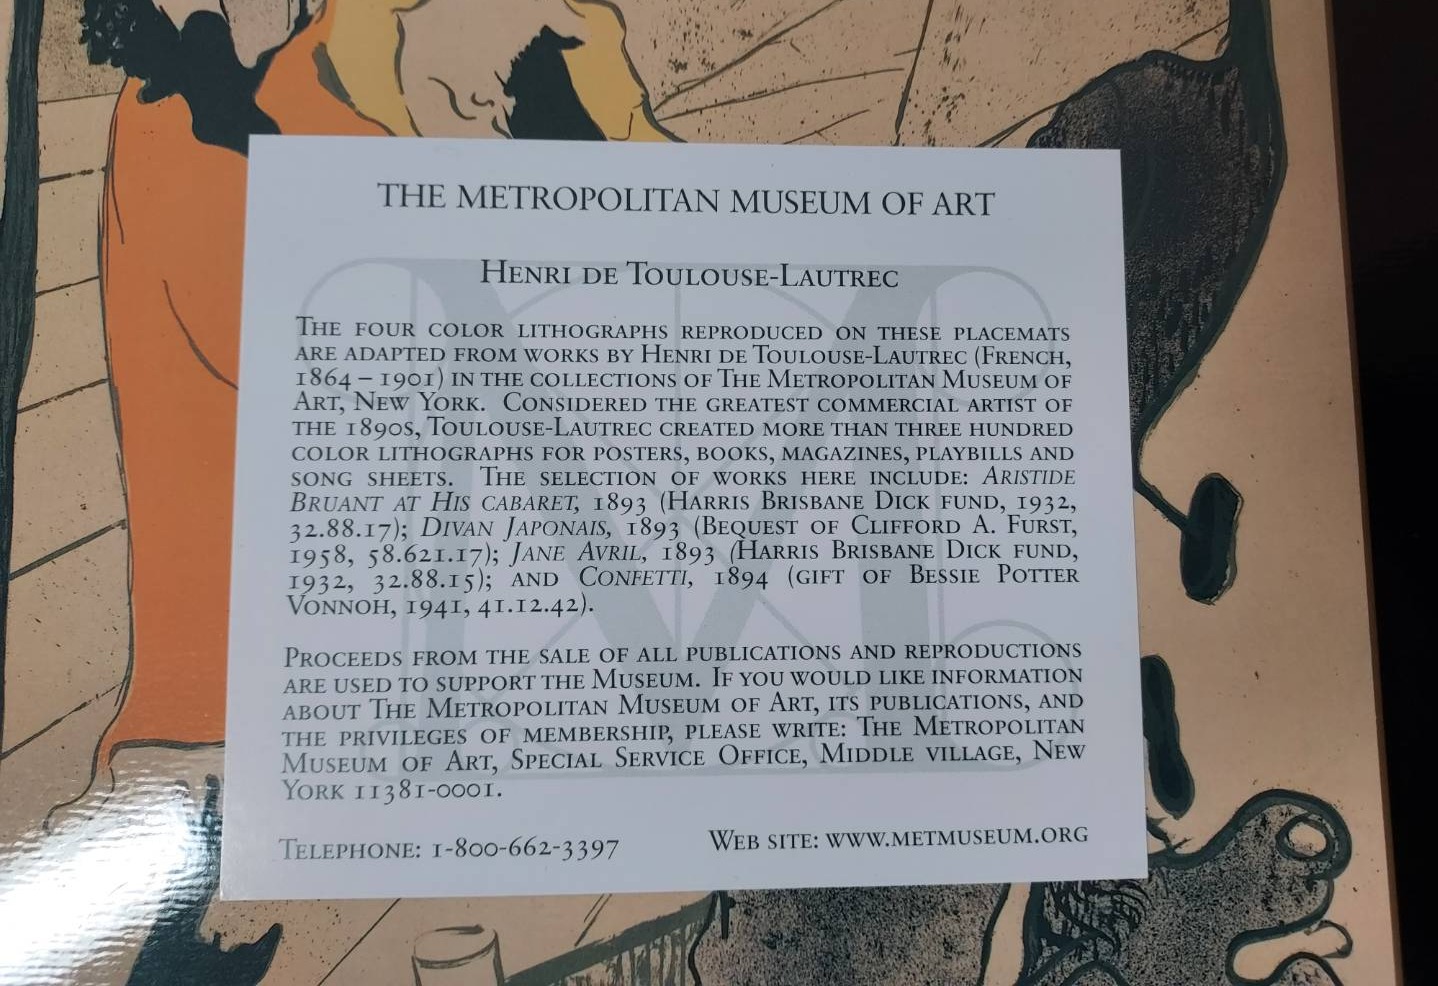 THE METROPOLITAN MUSEUM OF ART
HENRI DE TOULOUSE-LAUTREC
THE FOUR COLOR LITHOGRAPHS REPRODUCED ON THESE PLACEMATS
ARE ADAPTED FROM WORKS BY HENRI DE TOULOUSE-LAUTREC (FRENCH,
1864 – 1901) IN THE COLLECTIONS OF THE METROPOLITAN MUSEUM OF
ART, NEW YORK. CONSIDERED THE GREATEST COMMERCIAL ARTIST OF
THE 1890S, TOULOUSE-LAUTREC CREATED MORE THAN THREE HUNDRED
COLOR LITHOGRAPHS FOR POSTERS, BOOKS, MAGAZINES, PLAYBILLS AND
SONG SHEETS. THE SELECTION OF WORKS HERE INCLUDE: ARISTIDE
BRUANT AT HIS CABARET, 1893 (HARRIS BRISBANE DICK FUND, 1932,
32.88.17); DIVAN JAPONAIS, 1893 (BEQUEST OF CLIFFORD A. FURST,
1958, 58.621.17); JANE AVRIL, 1893 (HARRIS BRISBANE DICK FUND,
1932, 32.88.15); AND CONFETTI, 1894 (GIFT OF BESSIE POTTER
VONNOH, 1941, 41.12.42).
PROCEEDS FROM THE SALE OF ALL PUBLICATIONS AND REPRODUCTIONS
ARE USED TO SUPPORT THE MUSEUM. IF YOU WOULD LIKE INFORMATION
ABOUT THE METROPOLITAN MUSEUM OF ART, ITS PUBLICATIONS, AND
THE PRIVILEGES OF MEMBERSHIP, PLEASE WRITE: THE METROPOLITAN
MUSEUM OF ART, SPECIAL SERVICE OFFICE, MIDDLE VILLAGE, NEW
YORK 11381-0001.
TELEPHONE: 1-800-662-3397 WEB SITE: WWW.METMUSEUM.ORG